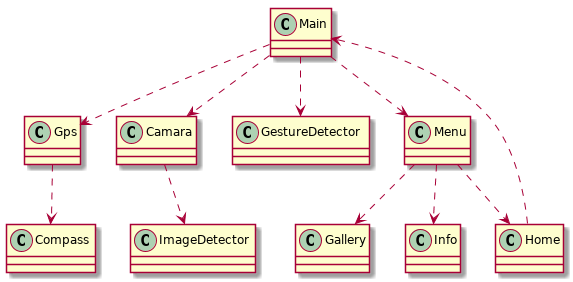 C Main
C Gps
C Camara
C GestureDetector
C Menu
C Compass
C ImageDetector
C Gallery
C Info
C Home